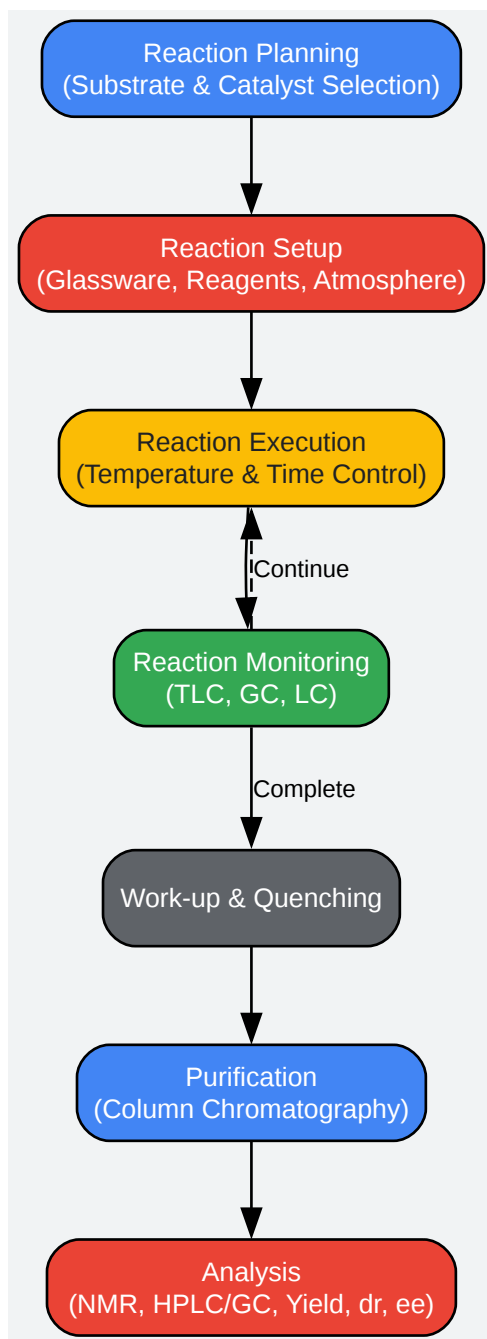 Reaction Planning
(Substrate & Catalyst Selection)
Reaction Setup
(Glassware, Reagents, Atmosphere)
Reaction Execution
(Temperature & Time Control)
Continue
Reaction Monitoring
(TLC, GC, LC)
Complete
Work-up & Quenching
Purification
(Column Chromatography)
Analysis
(NMR, HPLC/GC, Yield, dr, ee)